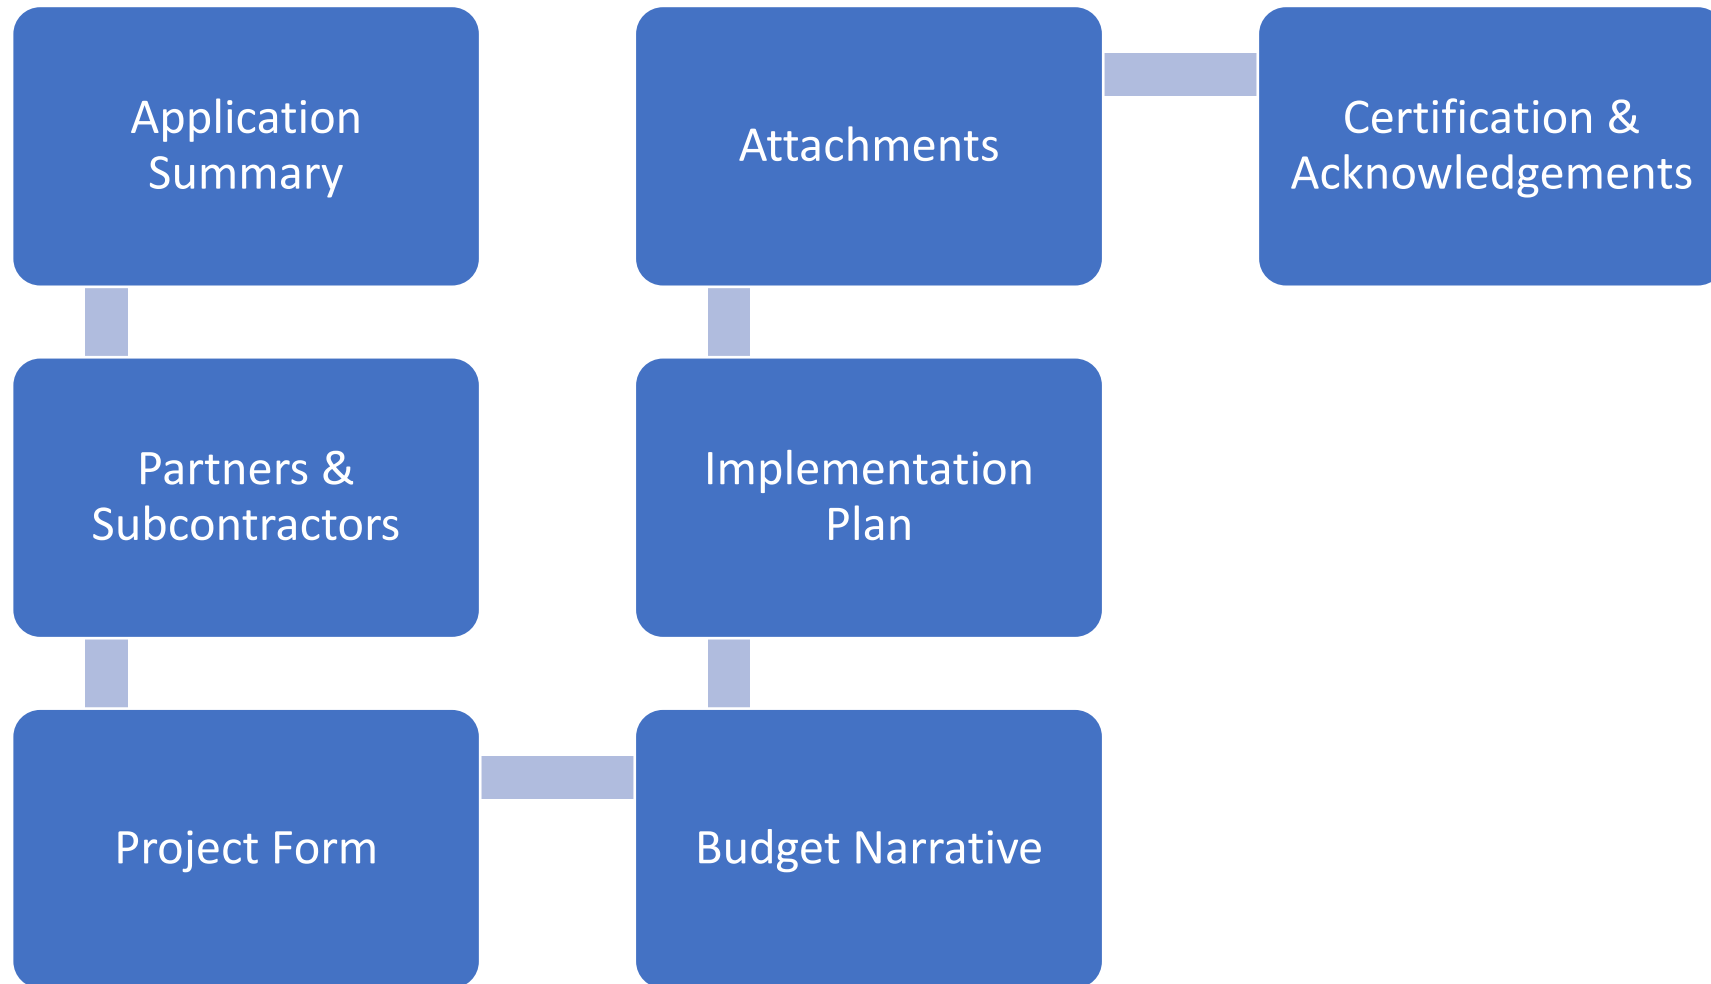 Application
Summary
Partners &
Subcontractors
Project Form
Budget Narrative
Implementation
Plan
Attachments
Certification &
Acknowledgements